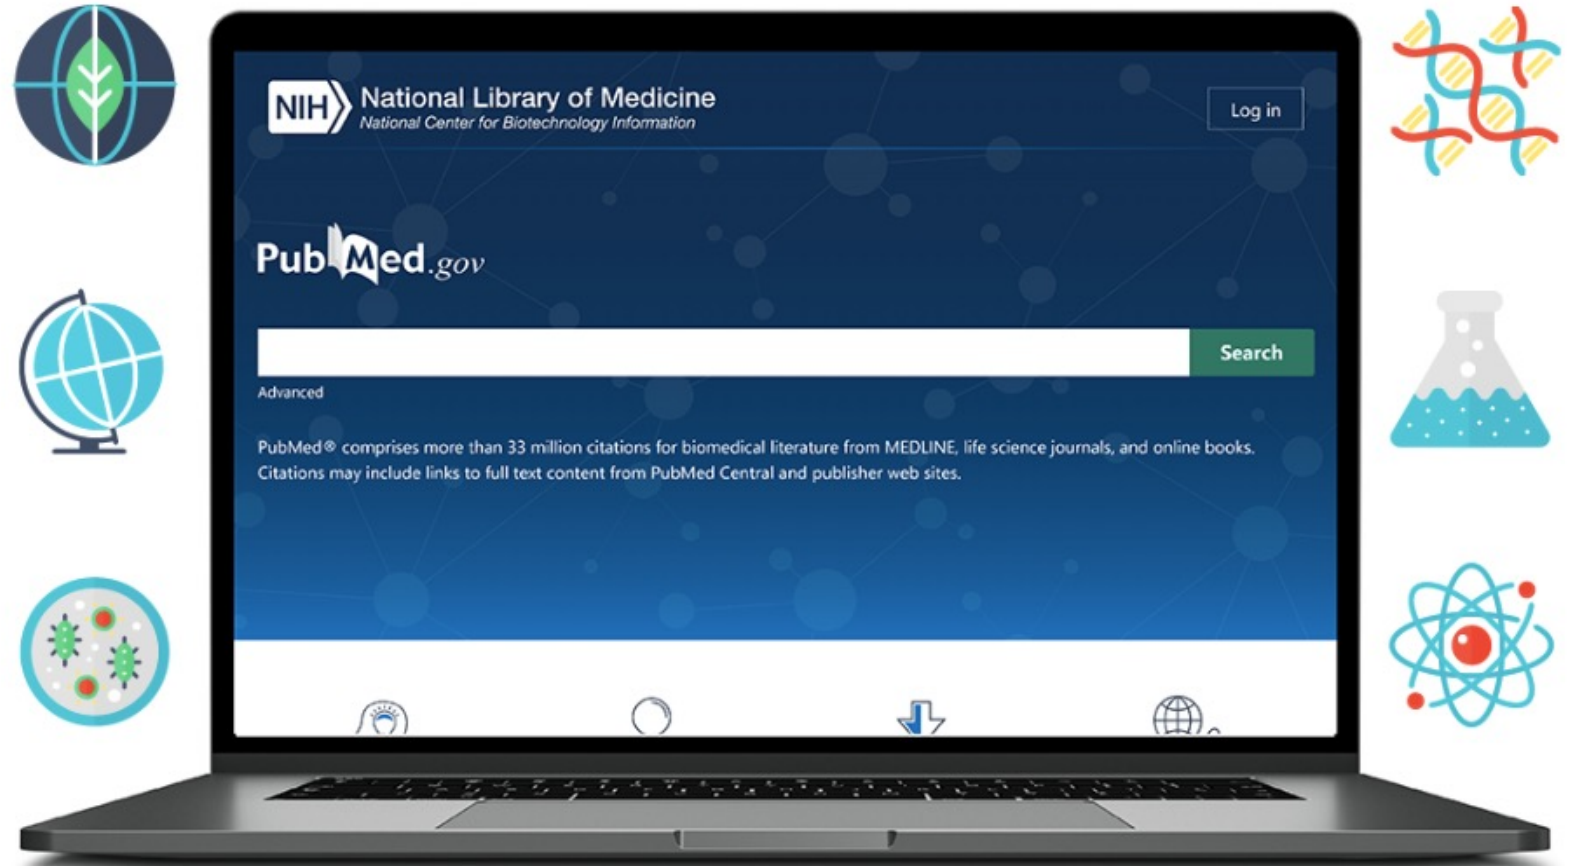 NIH National Library of Medicine
National Center for Biotechnology Information
Log in
PubMed.gov
Search
Advanced
PubMed® comprises more than 33 million citations for biomedical literature from MEDLINE, life science journals, and online books.
Citations may include links to full text content from PubMed Central and publisher web sites.